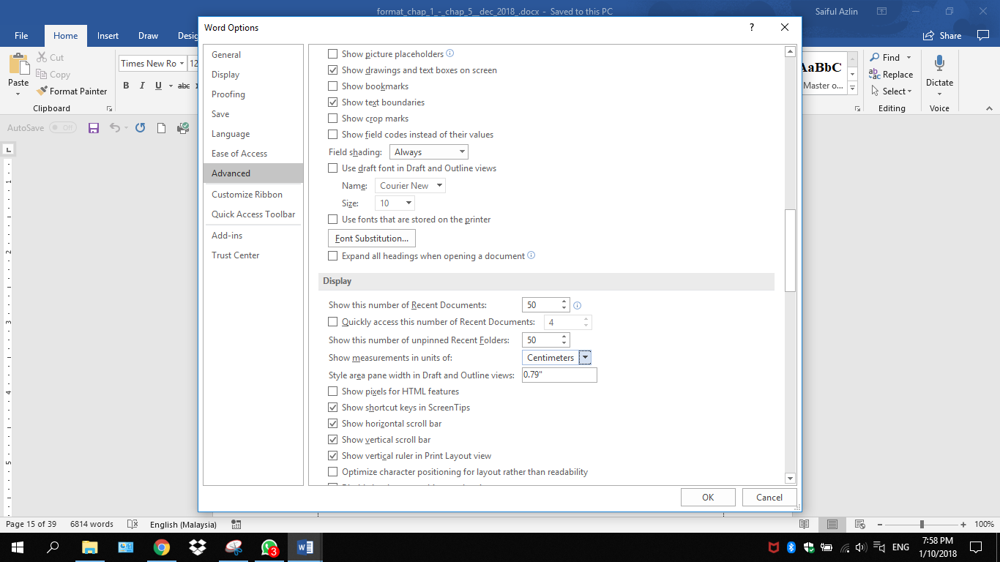 format_chap_1_-_chap_5__dec_2018_.docx - Saved to this PC
Saiful Azlin
Word Options
?
File Home Insert Draw
Share
Cut
Copy
Format Painter
Paste
Clipboard
Times New Ro
12
B I U abc
AaBbC
Master o...
Find
Replace
Select
Editing
Dictate
Voice
AutoSave Off
General
Display
Proofing
Save
Language
Ease of Access
Advanced
Customize Ribbon
Quick Access Toolbar
Add-ins
Trust Center
Show picture placeholders
Show drawings and text boxes on screen
Show bookmarks
Show text boundaries
Show crop marks
Show field codes instead of their values
Field shading: Always
Use draft font in Draft and Outline views
Name: Courier New
Size: 10
Use fonts that are stored on the printer
Font Substitution...
Expand all headings when opening a document
Display
Show this number of Recent Documents: 50
Quickly access this number of Recent Documents: 4
Show this number of unpinned Recent Folders: 50
Show measurements in units of: Centimeters
Style area pane width in Draft and Outline views: 0.79"
Show pixels for HTML features
Show shortcut keys in ScreenTips
Show horizontal scroll bar
Show vertical scroll bar
Show vertical ruler in Print Layout view
Optimize character positioning for layout rather than readability
OK
Cancel
1
2
3
4
5
Page 15 of 39 6814 words English (Malaysia)
100%
3
ENG
7:58 PM
1/10/2018